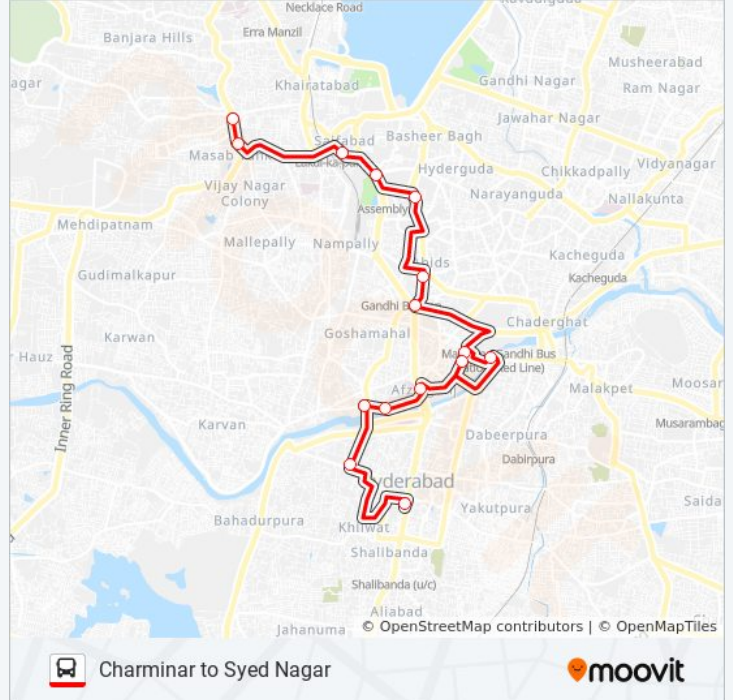 Necklace Road
Erra Manzil
Banjara Hills
Musheerabad
Khairatabad
Gandhi Nagar
Ram Nagar
agar
Jawahar Nagar
Basheer Bagh
Masab
Vidyanagar
Hyderguda
Chikkadpally
Vijay Nagar
Colony
Narayanguda
Nallakunta
Assembly
Mehdipatnam
Mallepally
Nampally
Kacheguda
Gudimalkapur
Kacheguda
Chaderghat
Goshamahal
Karwan
Hauz
Inner Ring Road
Malakpet
Moosar
Karvan
Musarambag
Dabeerpura
Dabirpura
Yakutpura
Saida
Bahadurpura
Khilwat
Shalibanda
Shalibanda (u/c)
Aliabad
Jahanuma
© OpenStreetMap contributors | © OpenMapTiles
Charminar to Syed Nagar
moovit